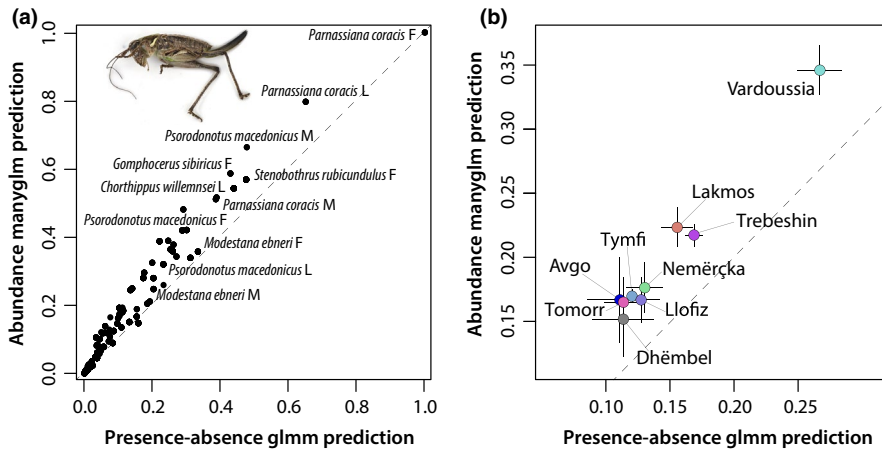 (a)
Abundance manyglm prediction
1.0
0.8
0.6
0.4
0.2
0.0
Parnassiana coracis F
Parnassiana coracis L
Psorodonotus macedonicus M
Gomphocerus sibiricus F
Stenobothrus rubicundulus F
Chorthippus willemnsei L
Parnassiana coracis M
Psorodonotus macedonicus F
Modestana ebneri F
Psorodonotus macedonicus L
Modestana ebneri M
0.0 0.2 0.4 0.6 0.8 1.0
Presence-absence glmm prediction
(b)
Abundance manyglm prediction
0.35
0.30
0.25
0.20
0.15
Vardoussia
Lakmos
Trebeshin
Tymfi
Avgo
Nemërçka
Tomorr
Llofiz
Dhëmbel
0.10 0.15 0.20 0.25
Presence-absence glmm prediction